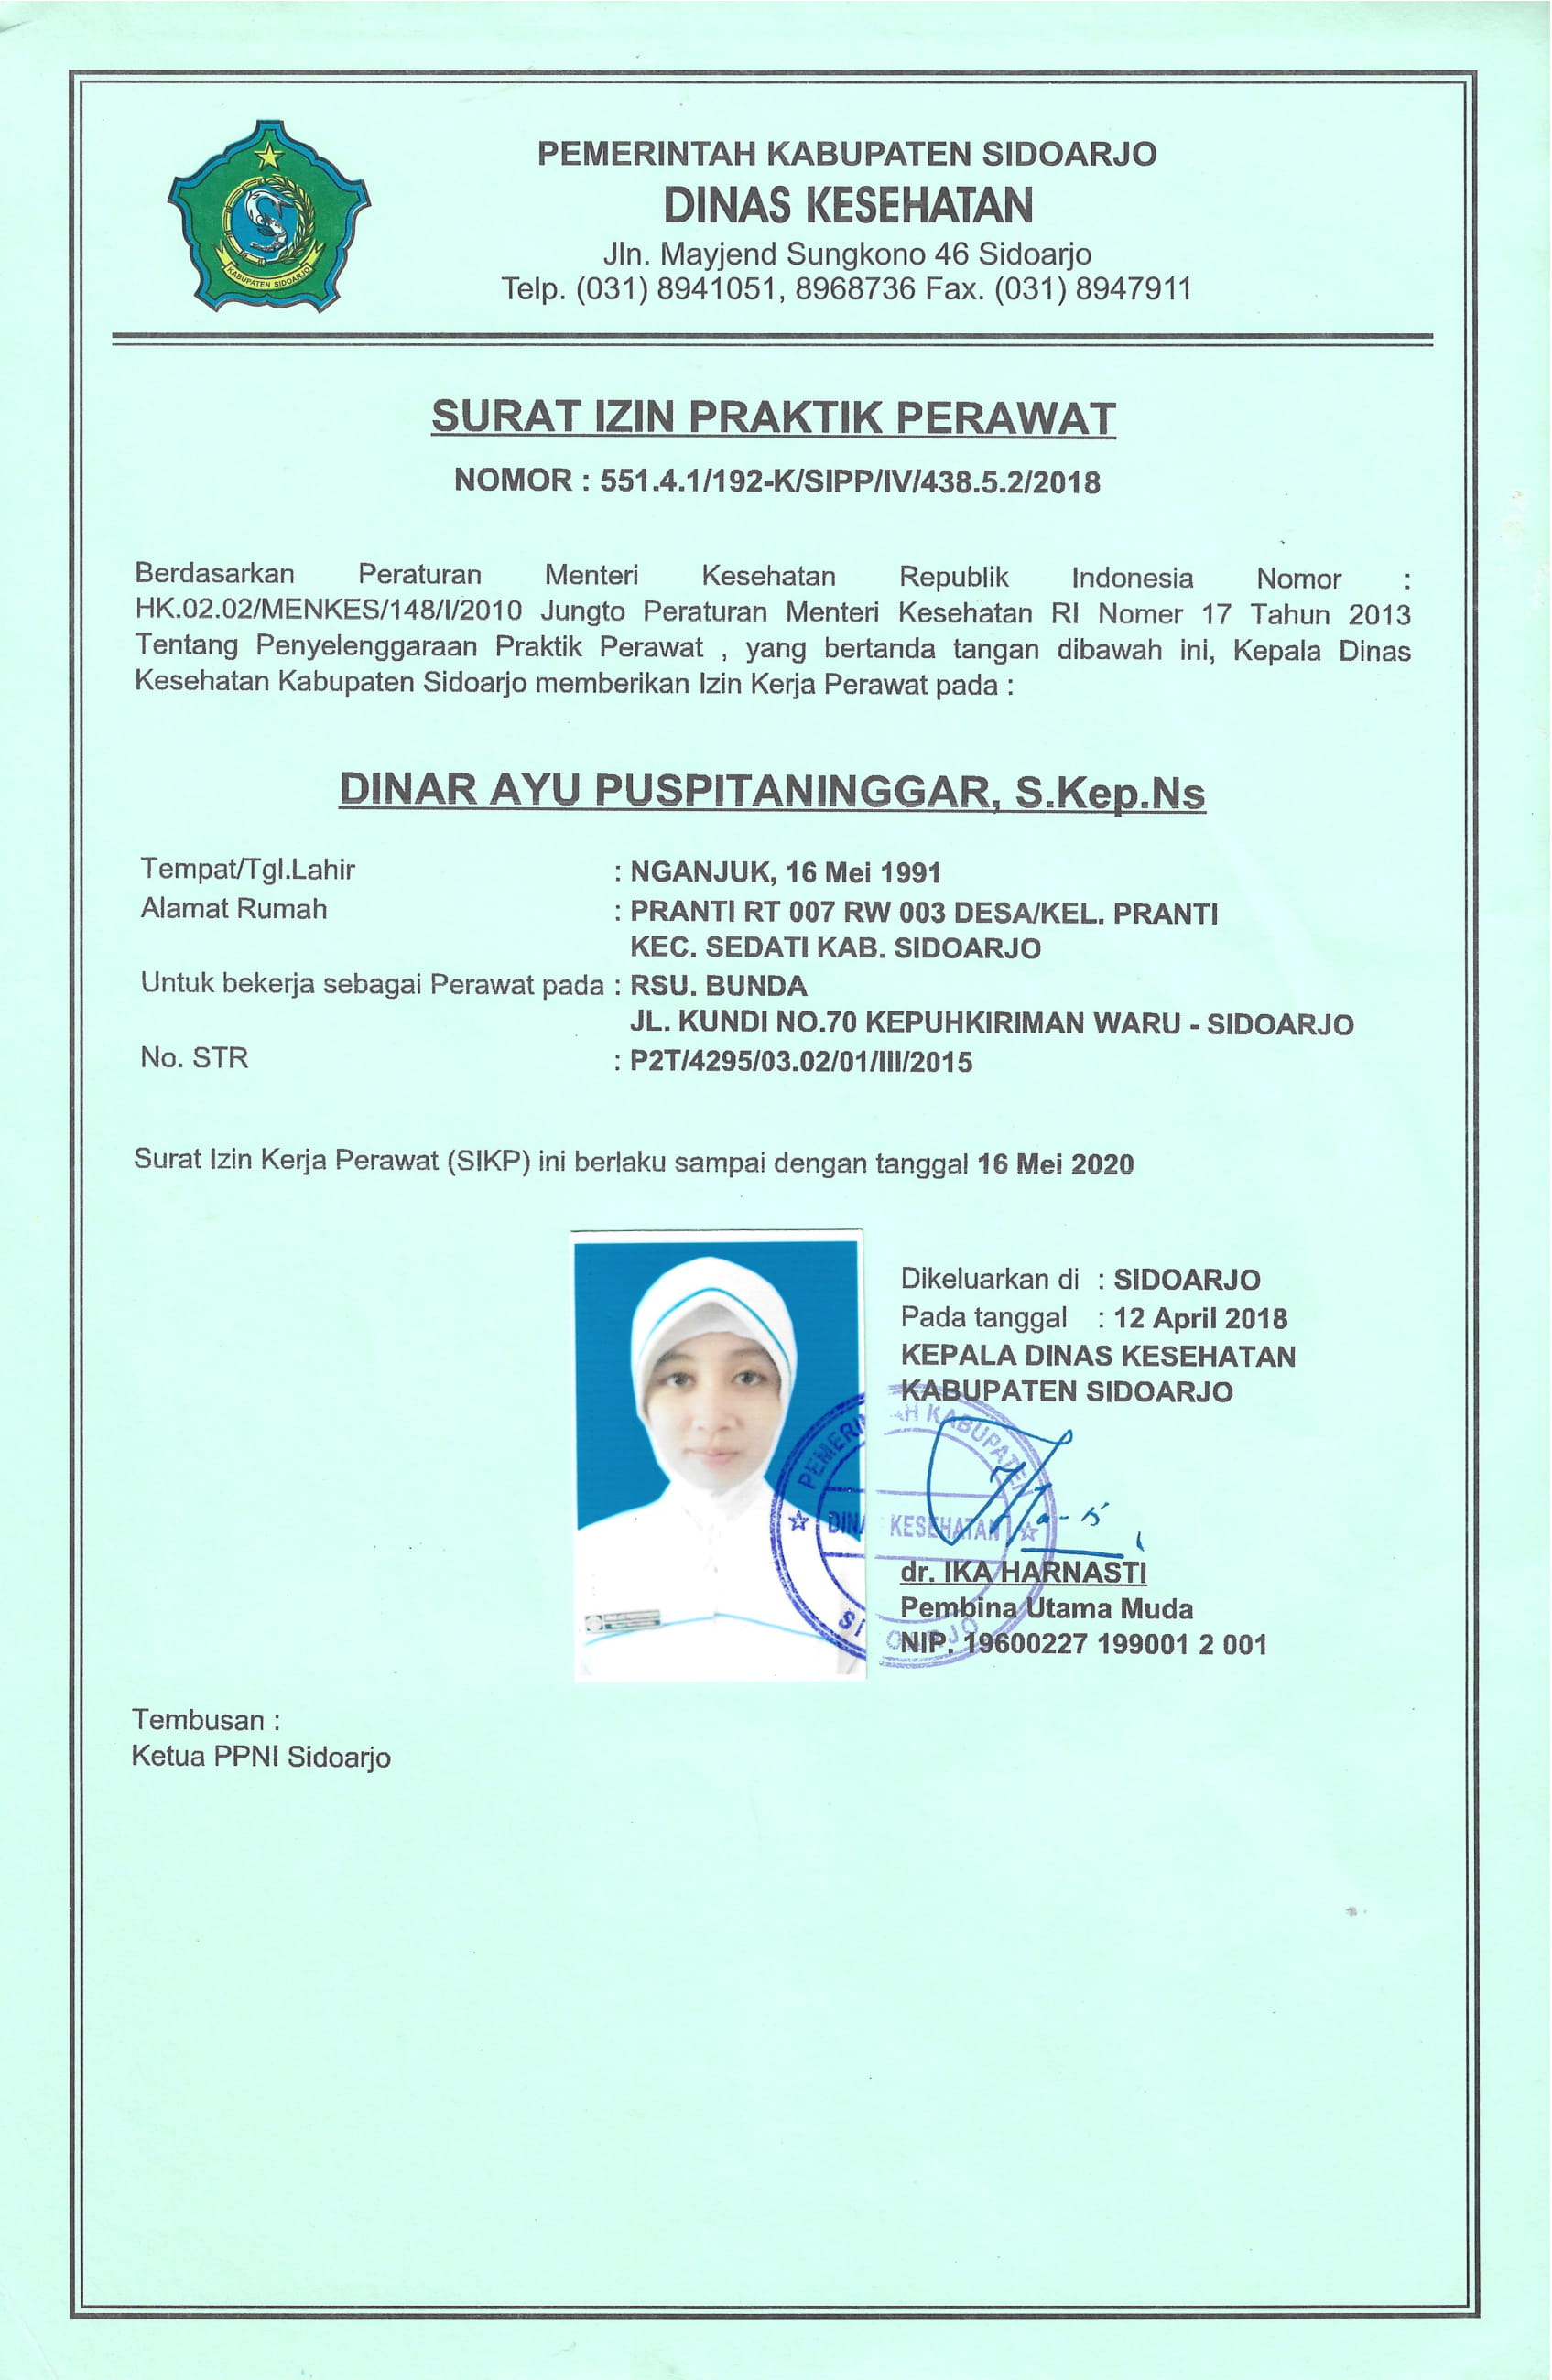 KABUPATEN SIDOARJO
PEMERINTAH KABUPATEN SIDOARJO
DINAS KESEHATAN
Jln. Mayjend Sungkono 46 Sidoarjo
Telp. (031) 8941051, 8968736 Fax. (031) 8947911
SURAT IZIN PRAKTIK PERAWAT
NOMOR : 551.4.1/192-K/SIPP/IV/438.5.2/2018
Berdasarkan Peraturan Menteri Kesehatan Republik Indonesia Nomor :
HK.02.02/MENKES/148/I/2010 Jungto Peraturan Menteri Kesehatan RI Nomer 17 Tahun 2013
Tentang Penyelenggaraan Praktik Perawat , yang bertanda tangan dibawah ini, Kepala Dinas
Kesehatan Kabupaten Sidoarjo memberikan Izin Kerja Perawat pada :
DINAR AYU PUSPITANINGGAR, S.Kep.Ns
Tempat/Tgl.Lahir : NGANJUK, 16 Mei 1991
Alamat Rumah : PRANTI RT 007 RW 003 DESA/KEL. PRANTI
KEC. SEDATI KAB. SIDOARJO
Untuk bekerja sebagai Perawat pada : RSU. BUNDA
JL. KUNDI NO.70 KEPUHKIRIMAN WARU - SIDOARJO
No. STR : P2T/4295/03.02/01/III/2015
Surat Izin Kerja Perawat (SIKP) ini berlaku sampai dengan tanggal 16 Mei 2020
Dikeluarkan di : SIDOARJO
Pada tanggal : 12 April 2018
KEPALA DINAS KESEHATAN
KABUPATEN SIDOARJO
PEMERI AH KABUPATEN
DINA KESEHATAN
SI OARJO
dr. IKA HARNASTI
Pembina Utama Muda
NIP. 19600227 199001 2 001
Tembusan :
Ketua PPNI Sidoarjo